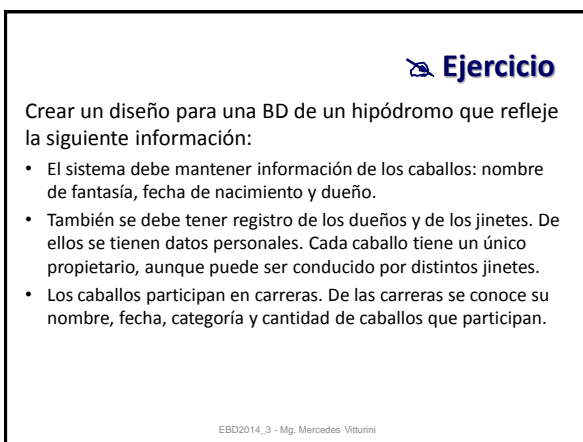 Ejercicio
Crear un diseño para una BD de un hipódromo que refleje
la siguiente información:
• El sistema debe mantener información de los caballos: nombre
de fantasía, fecha de nacimiento y dueño.
• También se debe tener registro de los dueños y de los jinetes. De
ellos se tienen datos personales. Cada caballo tiene un único
propietario, aunque puede ser conducido por distintos jinetes.
• Los caballos participan en carreras. De las carreras se conoce su
nombre, fecha, categoría y cantidad de caballos que participan.
EBD2014_3 - Mg. Mercedes Vitturini